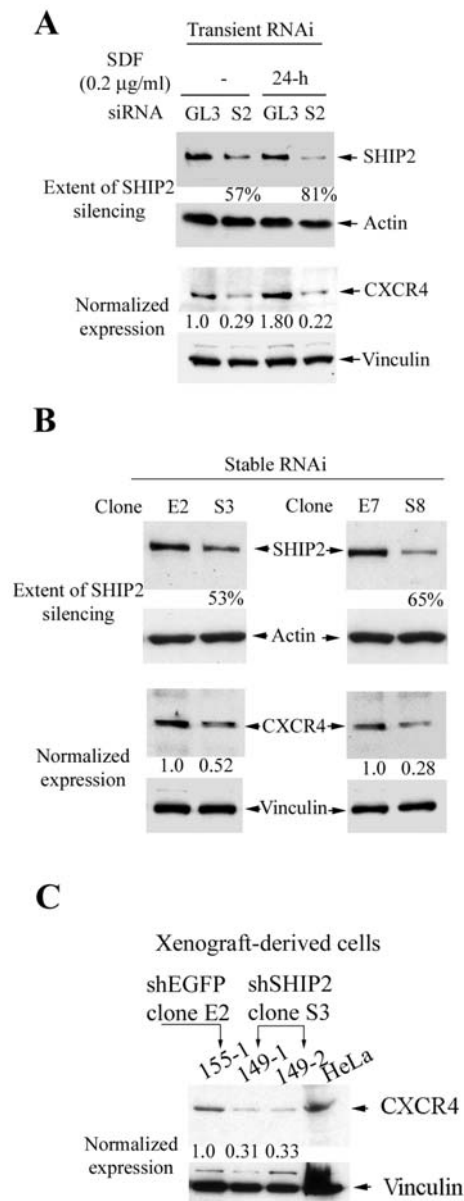 A
Transient RNAi
SDF
(0.2 µg/ml)
- 24-h
siRNA GL3 S2 GL3 S2
SHIP2
Extent of SHIP2
silencing
57% 81%
Actin
CXCR4
Normalized
expression
1.0 0.29 1.80 0.22
Vinculin
B
Stable RNAi
Clone E2 S3 Clone E7 S8
SHIP2
Extent of SHIP2
silencing
53% 65%
Actin
CXCR4
Normalized
expression
1.0 0.52 1.0 0.28
Vinculin
C
Xenograft-derived cells
shEGFP shSHIP2
clone E2 clone S3
155-1 149-1 149-2 HeLa
CXCR4
Normalized
expression
1.0 0.31 0.33
Vinculin